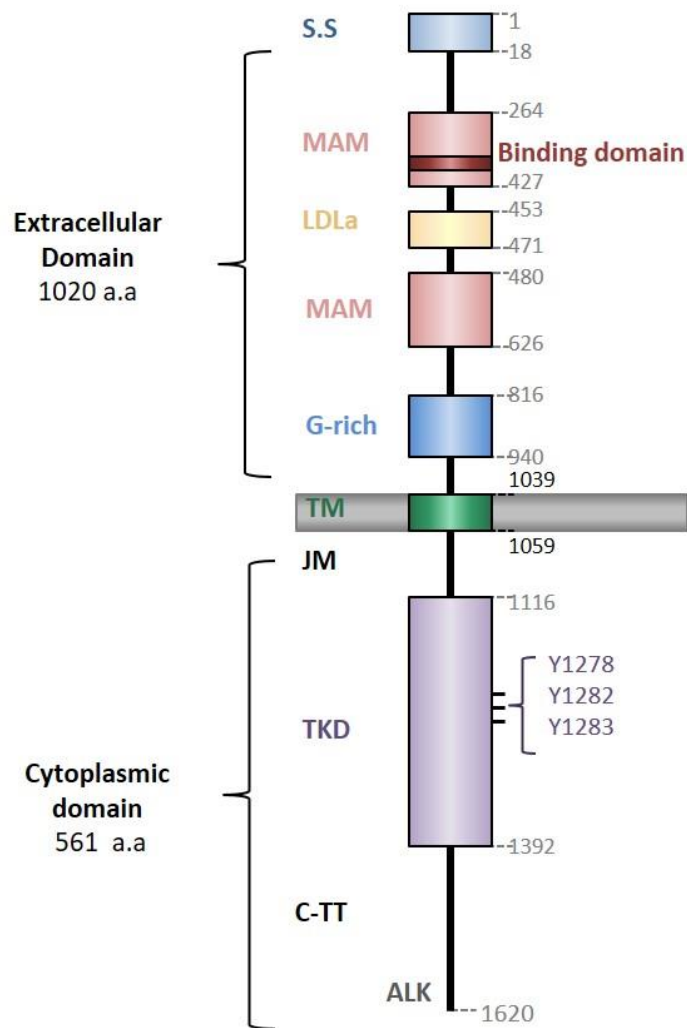 S.S
1
18
264
MAM
Binding domain
427
453
LDLa
471
Extracellular
Domain
1020 a.a
480
MAM
626
816
G-rich
940
1039
TM
1059
JM
1116
Y1278
Y1282
Y1283
TKD
Cytoplasmic
domain
561 a.a
1392
C-TT
ALK
1620